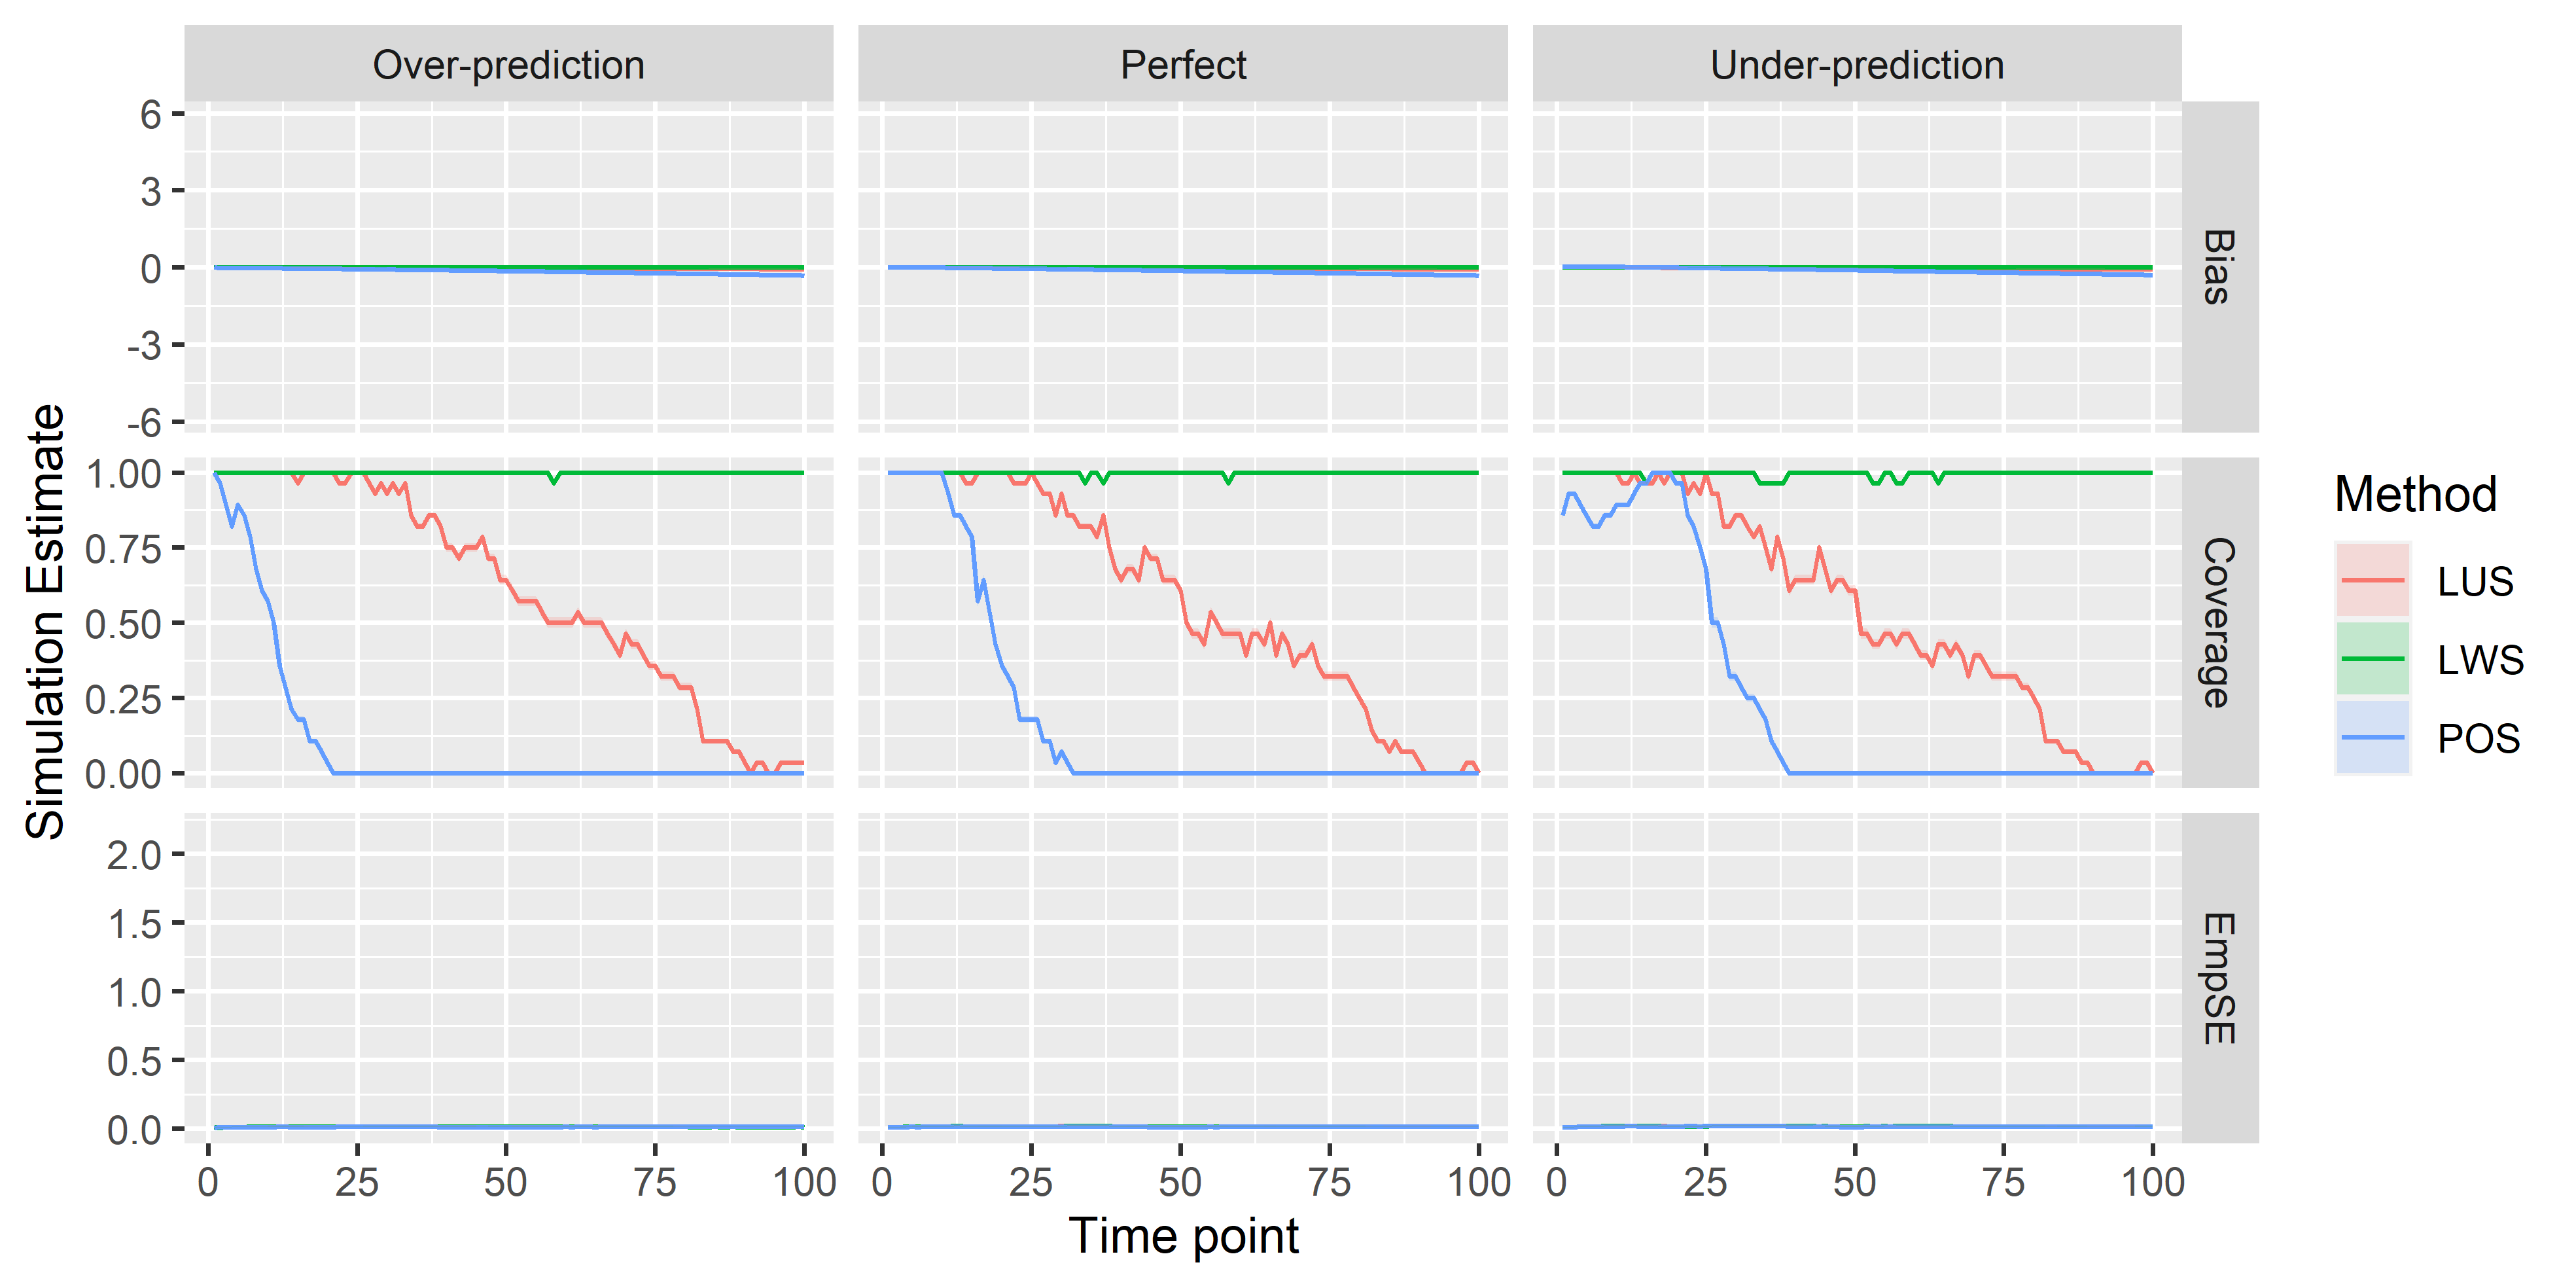 Over-prediction
Perfect
Under-prediction
6
3
0
-3
-6
Bias
1.00
0.75
0.50
0.25
0.00
Coverage
2.0
1.5
1.0
0.5
0.0
EmpSE
0 25 50 75 100
0 25 50 75 100
0 25 50 75 100
Time point
Simulation Estimate
Method
LUS
LWS
POS